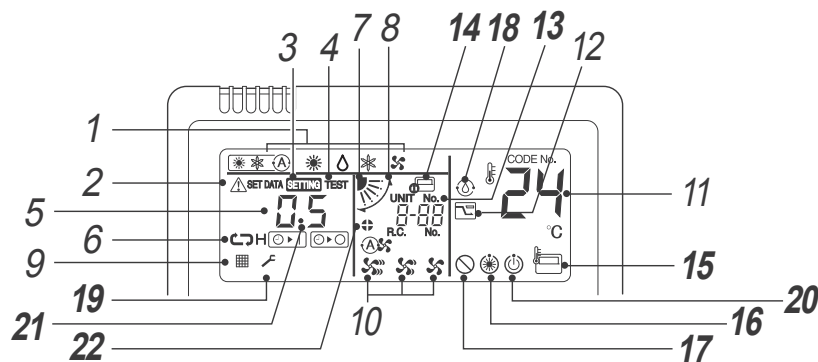 3 4 7 8 14 18 13 12
1
A
CODE No.
2 SET DATA SETTING TEST
UNIT No.
24 11
5 0.5
8-88
°C
R.C. No.
6 H
A
9
15
19 10 16 20
21
22 17